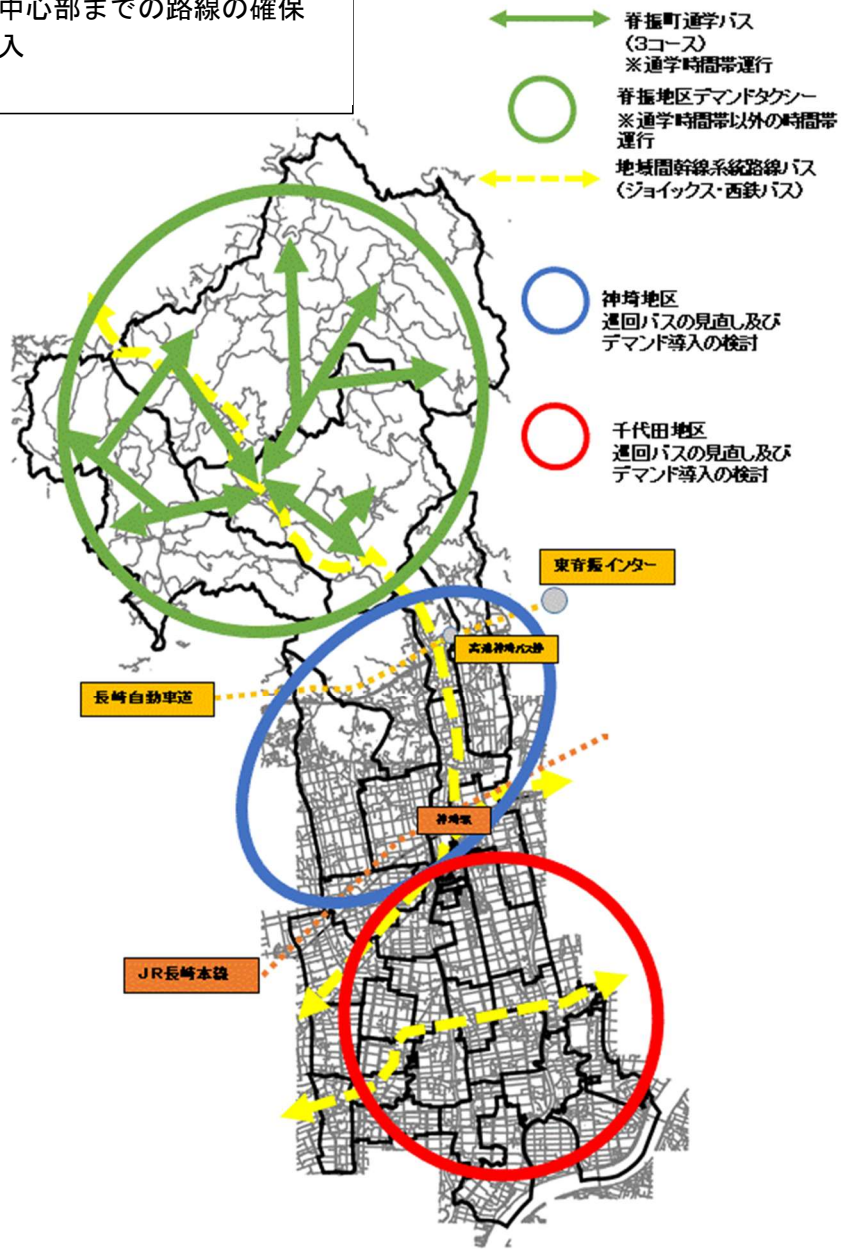 中心部までの路線の確保
入
脊振町通学バス
(3コース)
※通学時間帯運行
脊振地区デマンドタクシー
※通学時間帯以外の時間帯
運行
地域間幹線系統路線バス
(ジョイックス・西鉄バス)
神埼地区
巡回バスの見直し及び
デマンド導入の検討
千代田地区
巡回バスの見直し及び
デマンド導入の検討
東脊振インター
高速神埼バス停
長崎自動車道
神埼駅
JR長崎本線